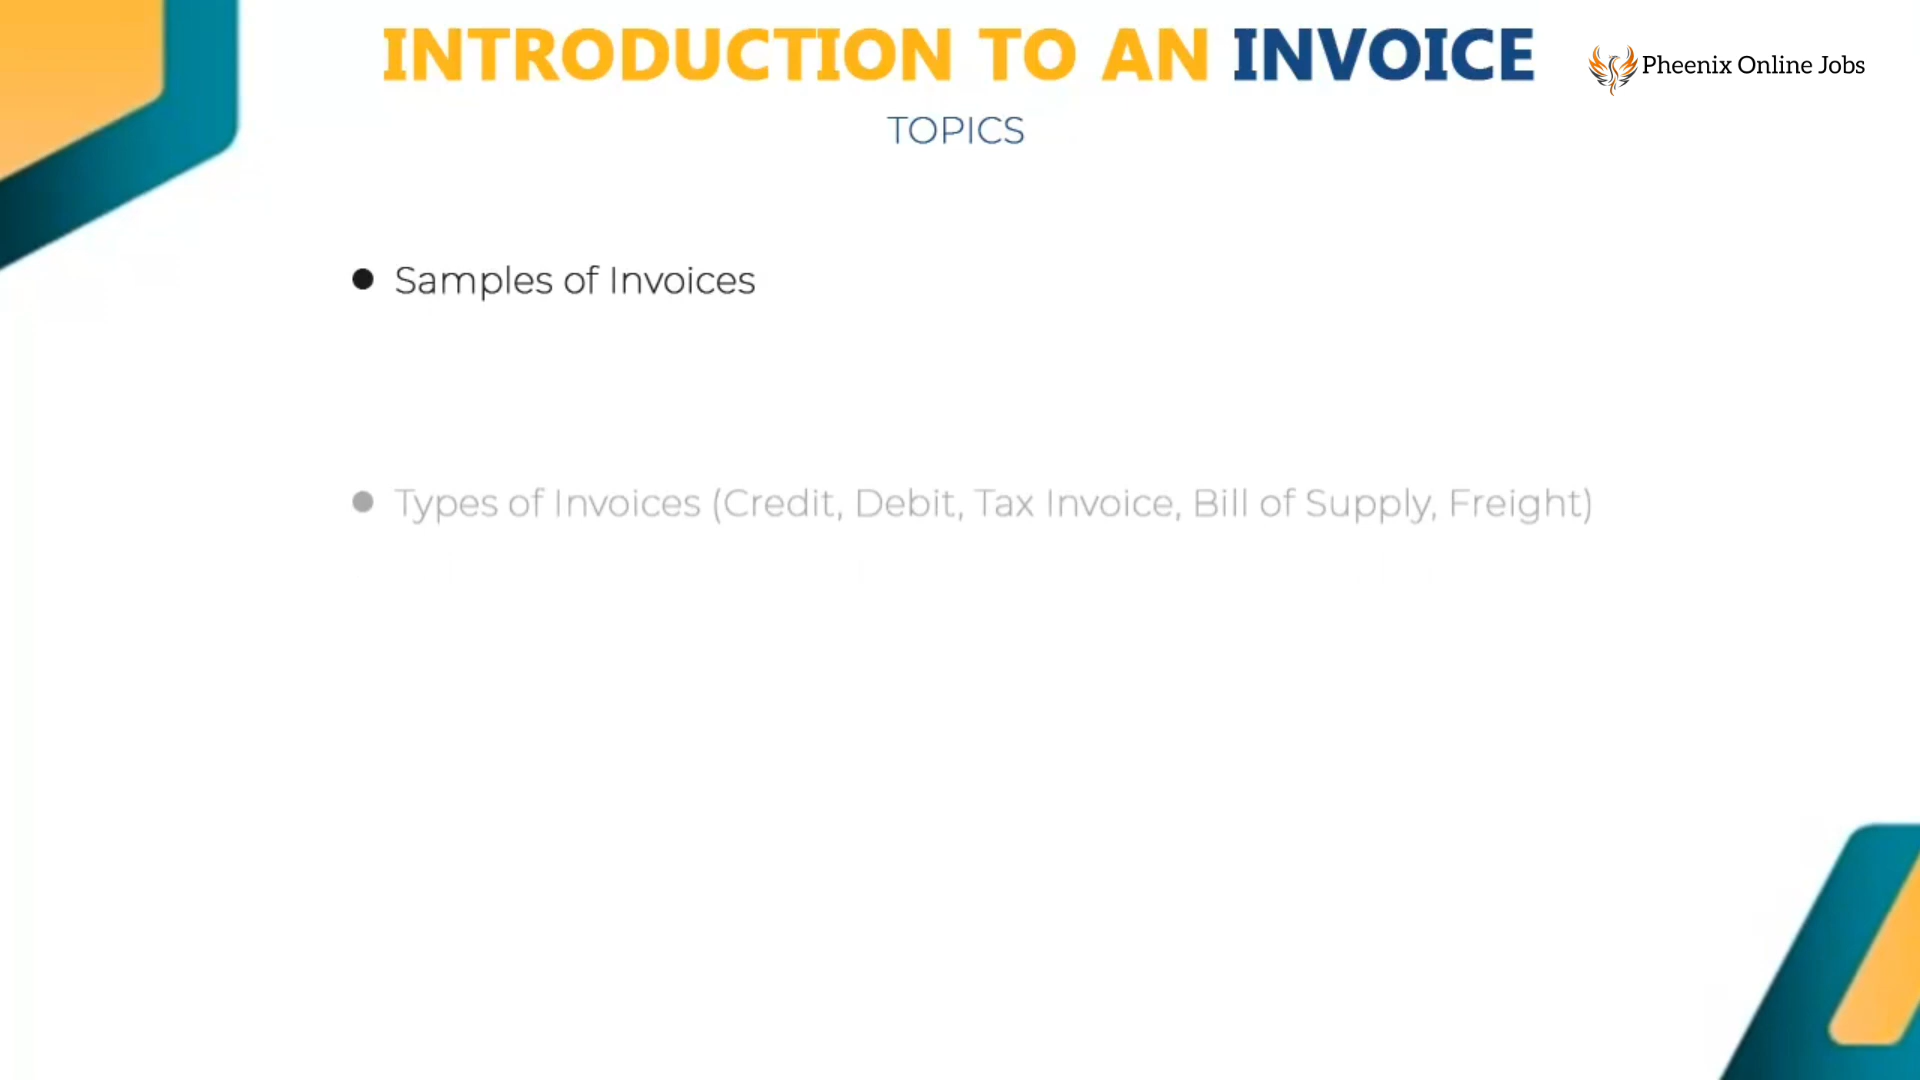 INTRODUCTION TO AN INVOICE
Pheenix Online Jobs
TOPICS
● Samples of Invoices
● Types of Invoices (Credit, Debit, Tax Invoice, Bill of Supply, Freight)